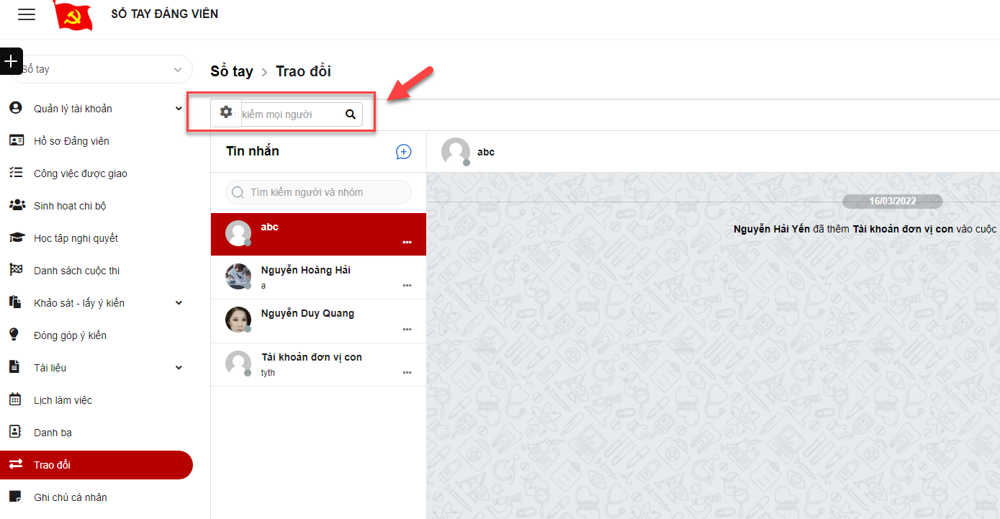 SỔ TAY ĐẢNG VIÊN
Sổ tay
Quản lý tài khoản
Hồ sơ Đảng viên
Công việc được giao
Sinh hoạt chi bộ
Học tập nghị quyết
Danh sách cuộc thi
Khảo sát - lấy ý kiến
Đóng góp ý kiến
Tài liệu
Lịch làm việc
Danh bạ
Trao đổi
Ghi chú cá nhân
Sổ tay > Trao đổi
kiếm mọi người
Tin nhắn
Tìm kiếm người và nhóm
abc
Nguyễn Hoàng Hải
a
Nguyễn Duy Quang
Tài khoản đơn vị con
tyth
abc
16/03/2022
Nguyễn Hải Yến đã thêm Tài khoản đơn vị con vào cuộc